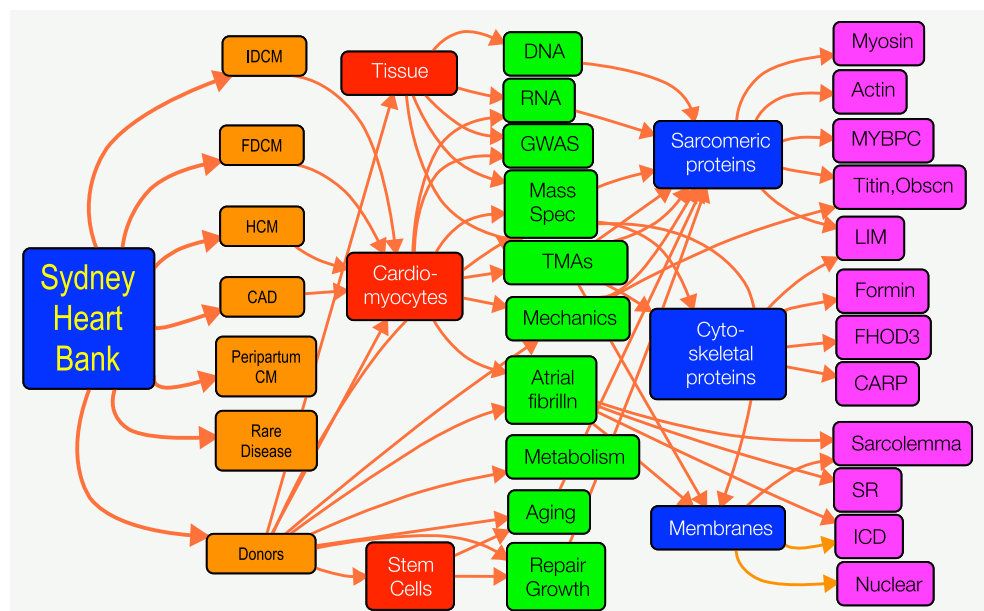 Sydney
Heart
Bank
IDCM
FDCM
HCM
CAD
Peripartum
CM
Rare
Disease
Donors
Tissue
Cardio-
myocytes
Stem
Cells
DNA
RNA
GWAS
Mass
Spec
TMAs
Mechanics
Atrial
fibrilln
Metabolism
Aging
Repair
Growth
Sarcomeric
proteins
Cyto-
skeletal
proteins
Membranes
Myosin
Actin
MYBPC
Titin,Obscn
LIM
Formin
FHOD3
CARP
Sarcolemma
SR
ICD
Nuclear